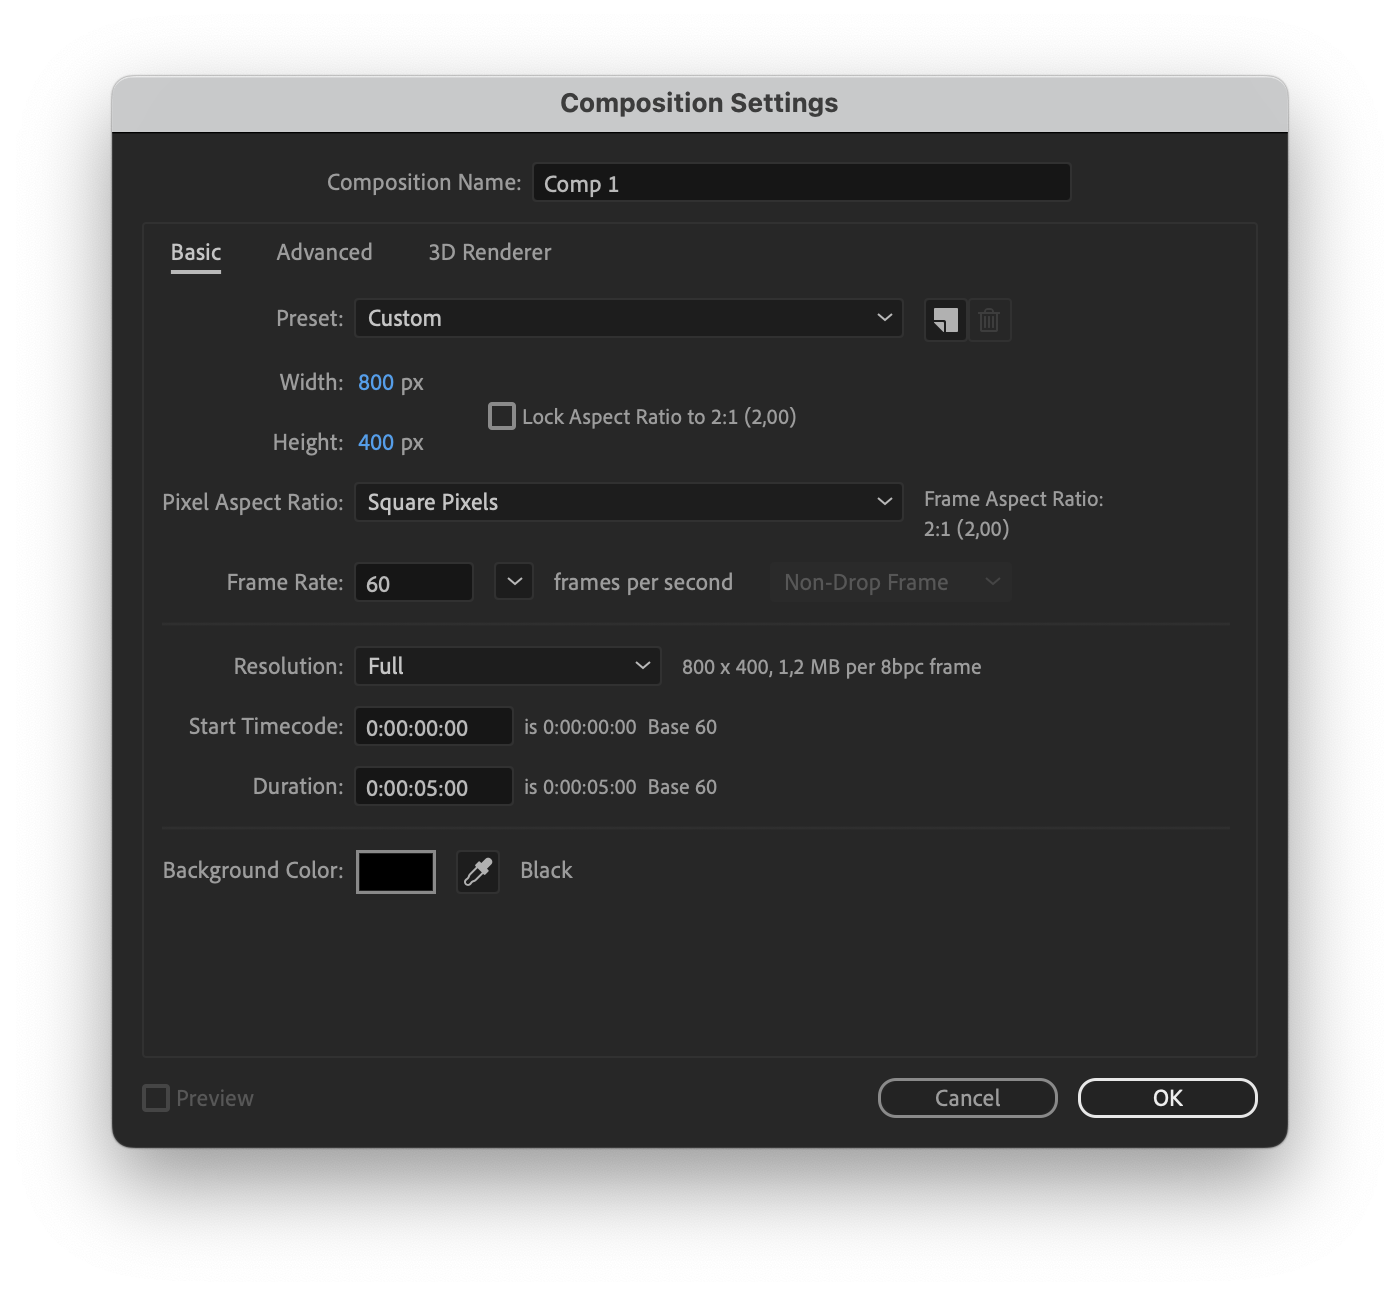 Composition Settings
Composition Name: Comp 1
Basic Advanced 3D Renderer
Preset: Custom
Width: 800 px
Lock Aspect Ratio to 2:1 (2,00)
Height: 400 px
Pixel Aspect Ratio: Square Pixels Frame Aspect Ratio:
2:1 (2,00)
Frame Rate: 60 frames per second Non-Drop Frame
Resolution: Full 800 x 400, 1,2 MB per 8bpc frame
Start Timecode: 0:00:00:00 is 0:00:00:00 Base 60
Duration: 0:00:05:00 is 0:00:05:00 Base 60
Background Color: Black
Preview Cancel OK